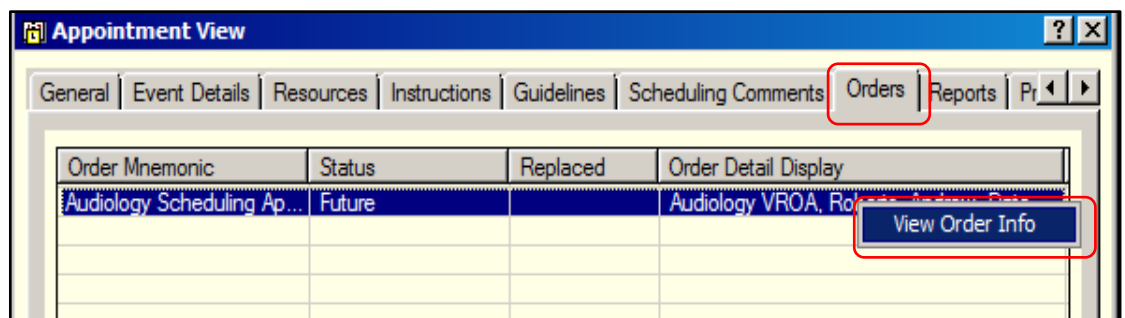 Appointment View
General Event Details Resources Instructions Guidelines Scheduling Comments Orders Reports Pr
Order Mnemonic Status Replaced Order Detail Display
Audiology Scheduling Ap... Future Audiology VROA,
View Order Info